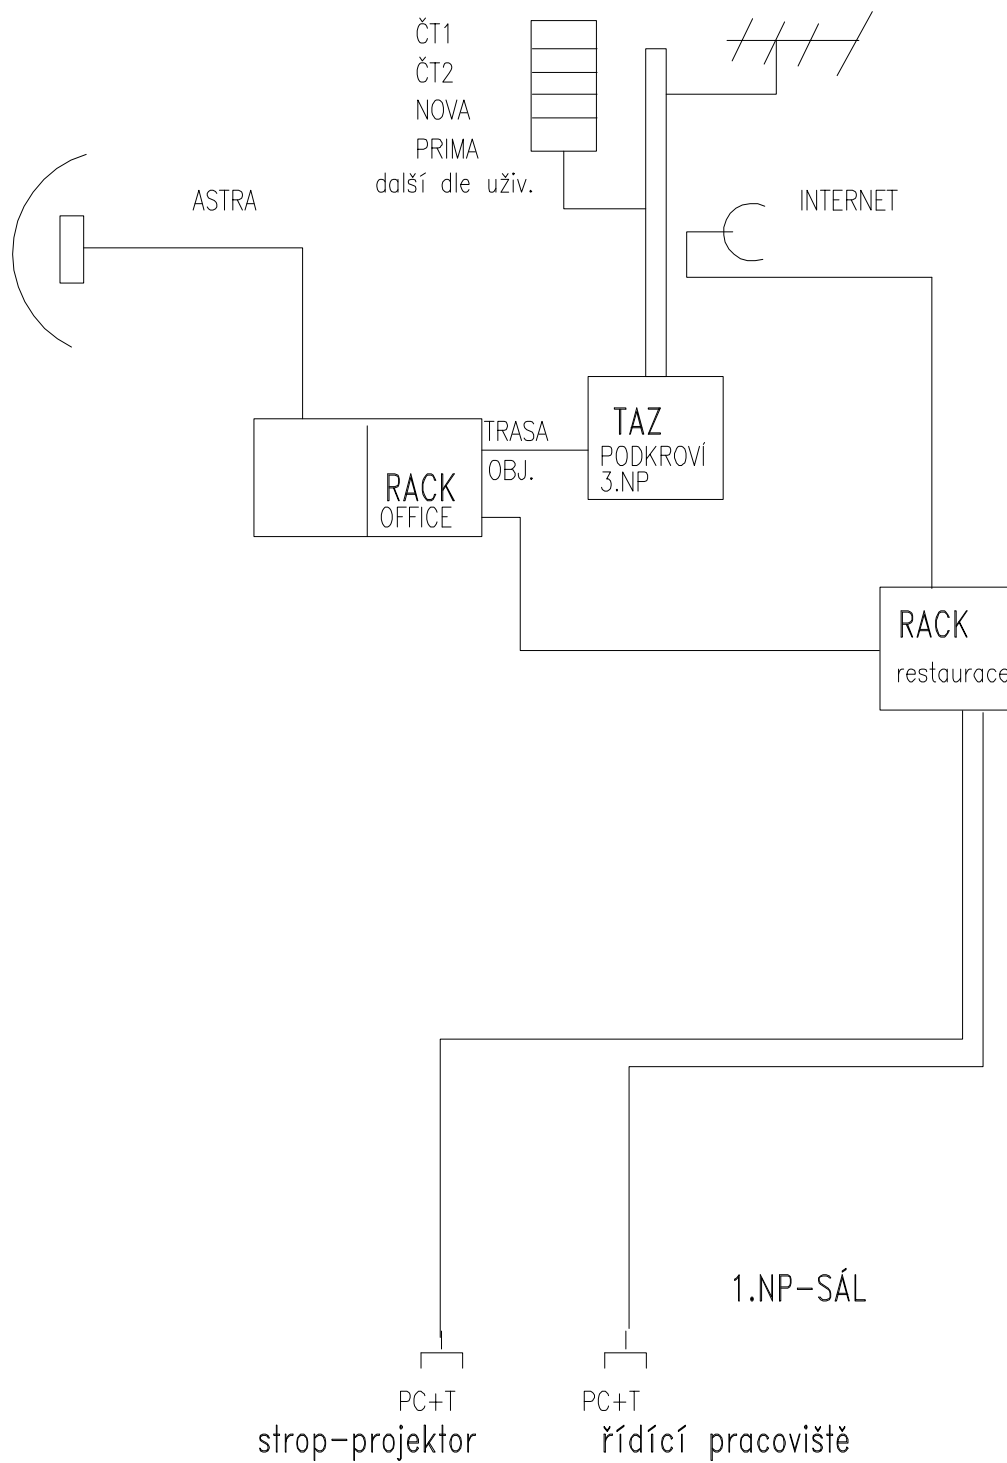 ČT1
ČT2
NOVA
PRIMA
další dle uživ.
ASTRA
INTERNET
TRASA
OBJ.
TAZ
PODKROVÍ
3.NP
RACK
OFFICE
RACK
restaurace
1.NP-SÁL
PC+T
PC+T
strop-projektor
řídící pracoviště